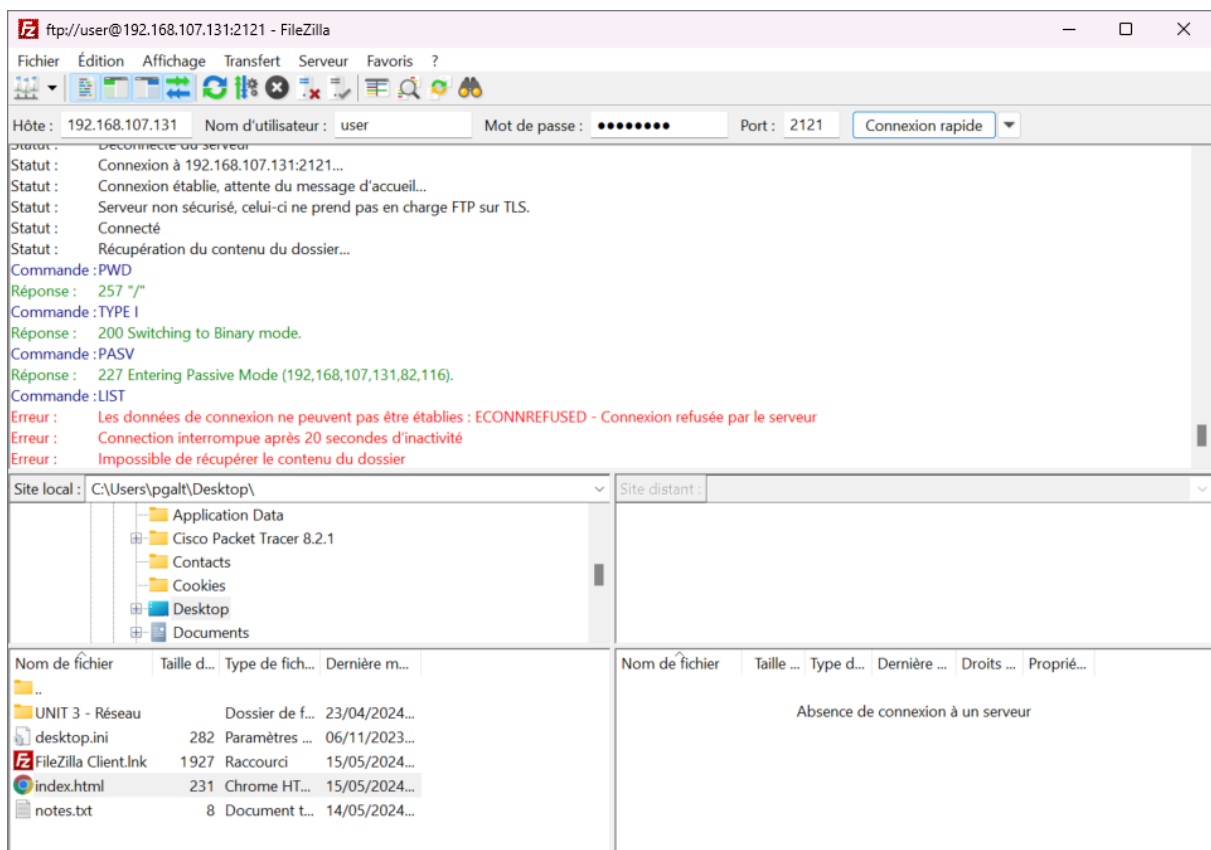 ftp://user@192.168.107.131:2121 - FileZilla
Fichier Édition Affichage Transfert Serveur Favoris ?
Hôte : 192.168.107.131 Nom d'utilisateur : user Mot de passe : ●●●●●●●● Port : 2121 Connexion rapide
Statut : Déconnecté du serveur
Statut : Connexion à 192.168.107.131:2121...
Statut : Connexion établie, attente du message d'accueil...
Statut : Serveur non sécurisé, celui-ci ne prend pas en charge FTP sur TLS.
Statut : Connecté
Statut : Récupération du contenu du dossier...
Commande : PWD
Réponse : 257 "/"
Commande : TYPE I
Réponse : 200 Switching to Binary mode.
Commande : PASV
Réponse : 227 Entering Passive Mode (192,168,107,131,82,116).
Commande : LIST
Erreur : Les données de connexion ne peuvent pas être établies : ECONNREFUSED - Connexion refusée par le serveur
Erreur : Connection interrompue après 20 secondes d'inactivité
Erreur : Impossible de récupérer le contenu du dossier
Site local : C:\Users\pgalt\Desktop\ Site distant :
Application Data
Cisco Packet Tracer 8.2.1
Contacts
Cookies
Desktop
Documents
Nom de fichier Taille d... Type de fich... Dernière m... Nom de fichier Taille ... Type d... Dernière ... Droits ... Proprié...
..
UNIT 3 - Réseau Dossier de f... 23/04/2024...
Absence de connexion à un serveur
desktop.ini 282 Paramètres ... 06/11/2023...
FileZilla Client.lnk 1 927 Raccourci 15/05/2024...
index.html 231 Chrome HT... 15/05/2024...
notes.txt 8 Document t... 14/05/2024...